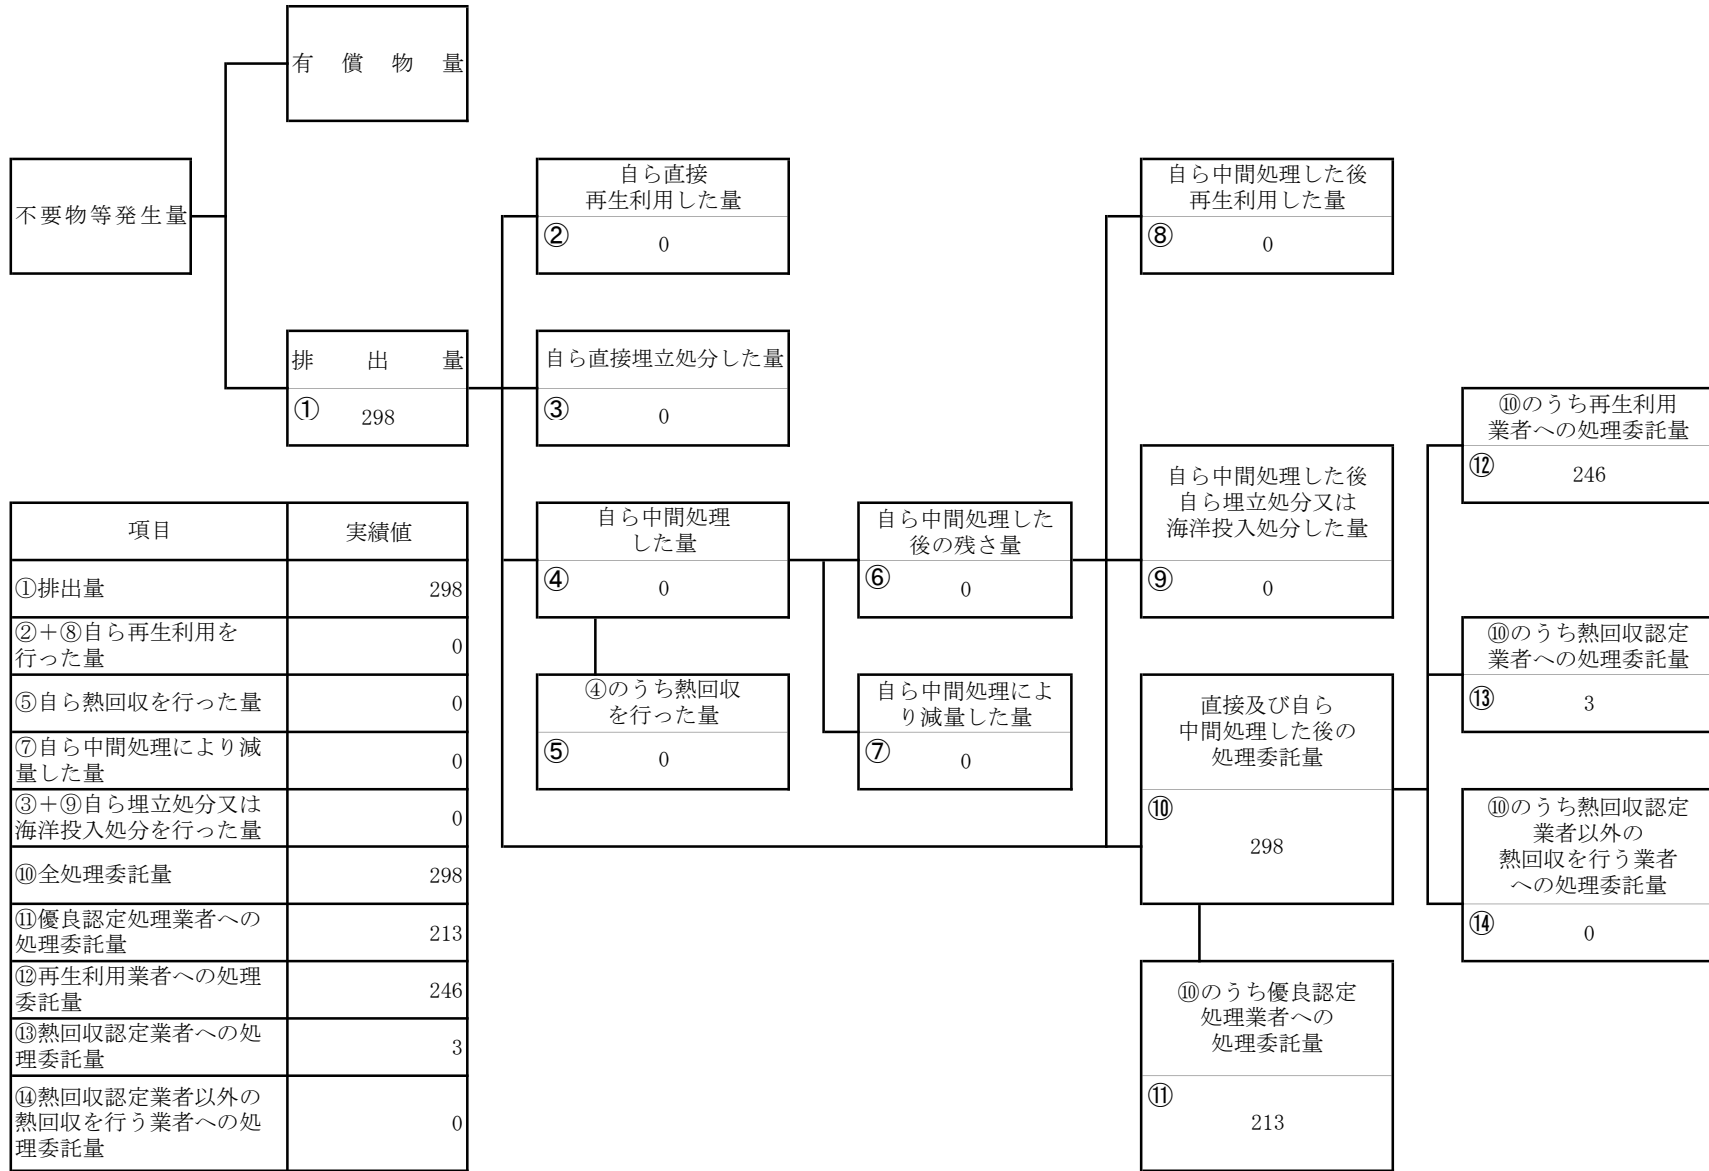 有償物量
不要物等発生量
自ら直接
再生利用した量
②
0
自ら中間処理した後
再生利用した量
⑧
0
排出量
①
298
自ら直接埋立処分した量
③
0
⑩のうち再生利用
業者への処理委託量
⑫
246
自ら中間処理
した量
④
0
自ら中間処理した
後の残さ量
⑥
0
自ら中間処理した後
自ら埋立処分又は
海洋投入処分した量
⑨
0
⑩のうち熱回収認定
業者への処理委託量
⑬
3
④のうち熱回収
を行った量
⑤
0
自ら中間処理によ
り減量した量
⑦
0
直接及び自ら
中間処理した後の
処理委託量
⑩
298
⑩のうち熱回収認定
業者以外の
熱回収を行う業者
への処理委託量
⑭
0
⑩のうち優良認定
処理業者への
処理委託量
⑪
213
項目 実績値
①排出量 298
②+⑧自ら再生利用を
行った量 0
⑤自ら熱回収を行った量 0
⑦自ら中間処理により減
量した量 0
③+⑨自ら埋立処分又は
海洋投入処分を行った量 0
⑩全処理委託量 298
⑪優良認定処理業者への
処理委託量 213
⑫再生利用業者への処理
委託量 246
⑬熱回収認定業者への処
理委託量 3
⑭熱回収認定業者以外の
熱回収を行う業者への処
理委託量 0